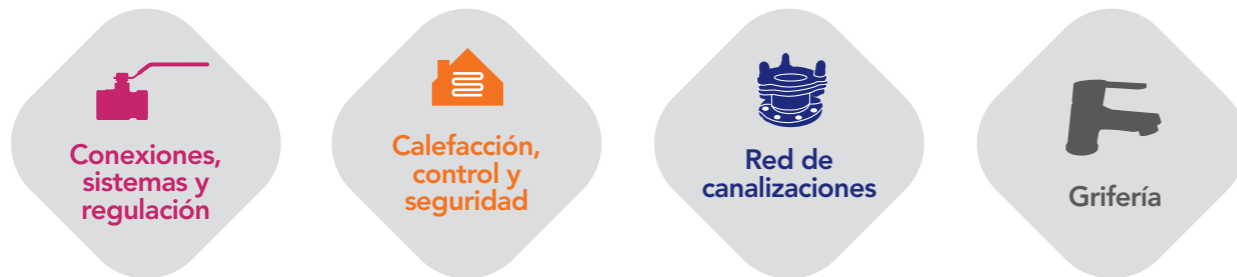 Conexiones,
sistemas y
regulación
Calefacción,
control y
seguridad
Red de
canalizaciones
Grifería